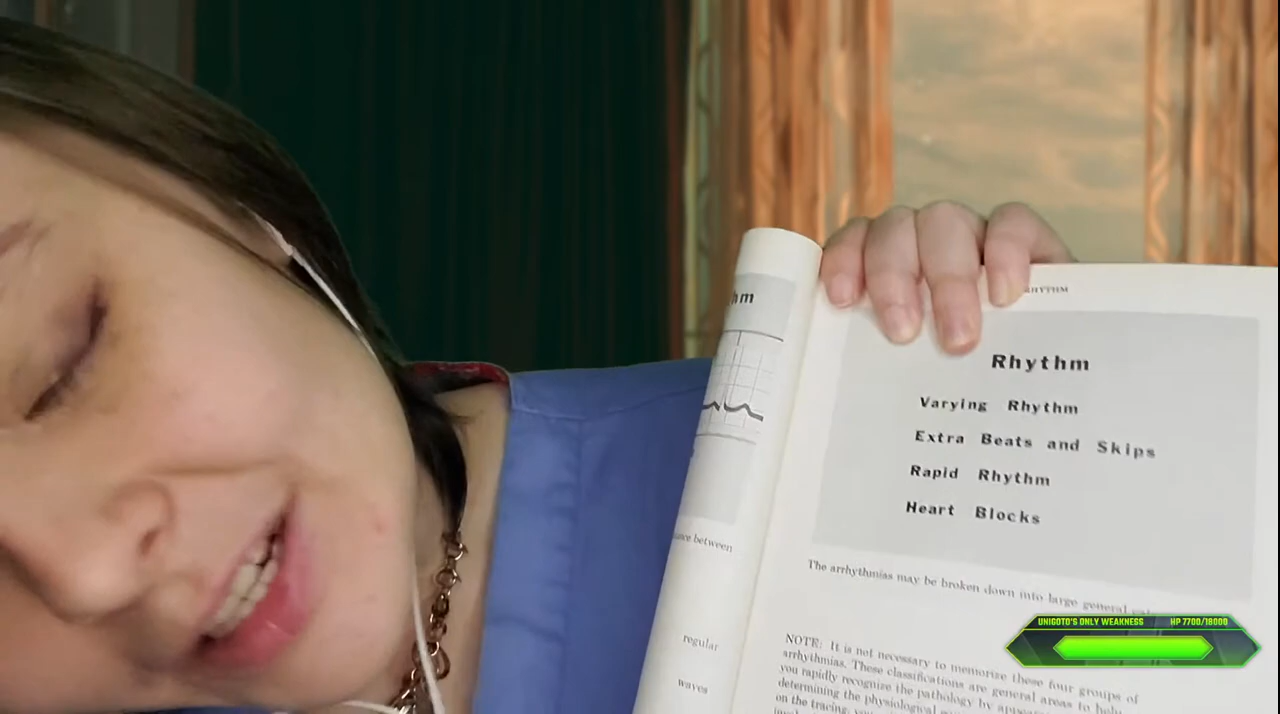 hm
ance between
regular
waves
RHYTHM
Rhythm
Varying Rhythm
Extra Beats and Skips
Rapid Rhythm
Heart Blocks
The arrhythmias may be broken down into large general
NOTE: It is not necessary to memorize these four groups of
arrhythmias. These classifications are general areas to help
you rapidly recognize the pathology by
determining the physiological
on the tracing,
UNIGOTO'S ONLY WEAKNESS HP 7700/18000